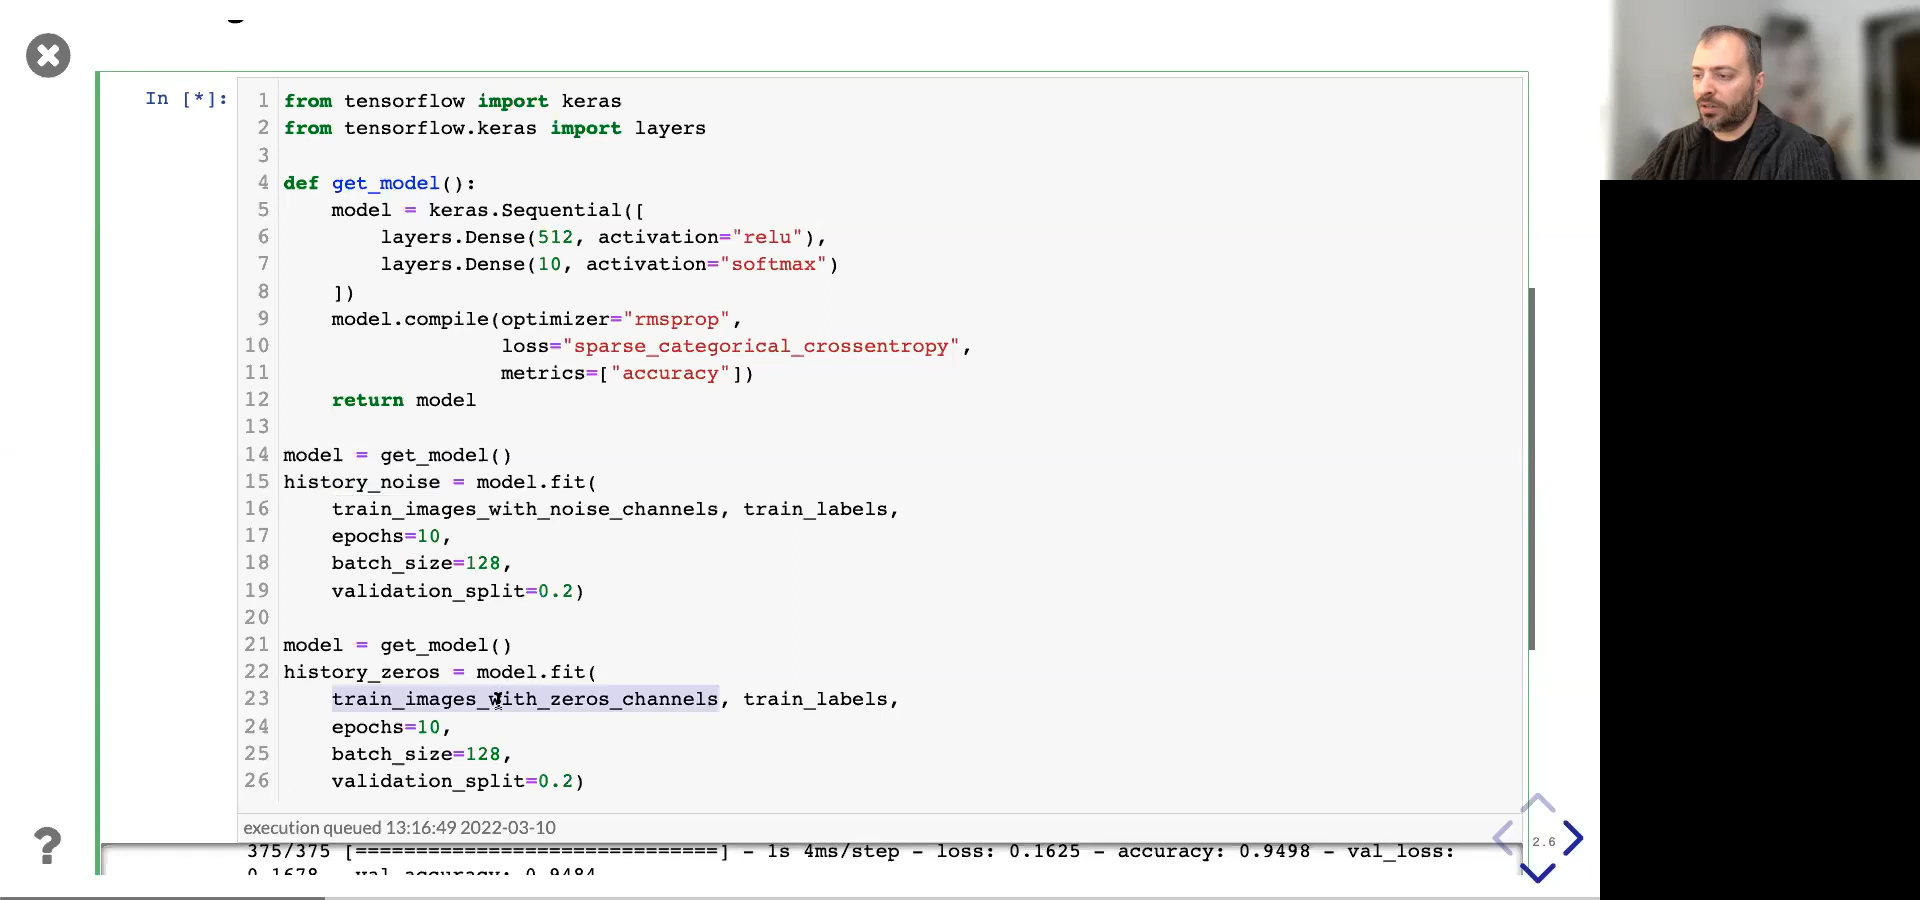 In [*]:
1 from tensorflow import keras
2 from tensorflow.keras import layers
3
4 def get_model():
5     model = keras.Sequential([
6         layers.Dense(512, activation="relu"),
7         layers.Dense(10, activation="softmax")
8     ])
9     model.compile(optimizer="rmsprop",
10                   loss="sparse_categorical_crossentropy",
11                   metrics=["accuracy"])
12     return model
13
14 model = get_model()
15 history_noise = model.fit(
16     train_images_with_noise_channels, train_labels,
17     epochs=10,
18     batch_size=128,
19     validation_split=0.2)
20
21 model = get_model()
22 history_zeros = model.fit(
23     train_images_with_zeros_channels, train_labels,
24     epochs=10,
25     batch_size=128,
26     validation_split=0.2)
execution queued 13:16:49 2022-03-10
375/375 [==============================] - 1s 4ms/step - loss: 0.1625 - accuracy: 0.9498 - val_loss:
0.1678 - val_accuracy: 0.9484
2.6
?